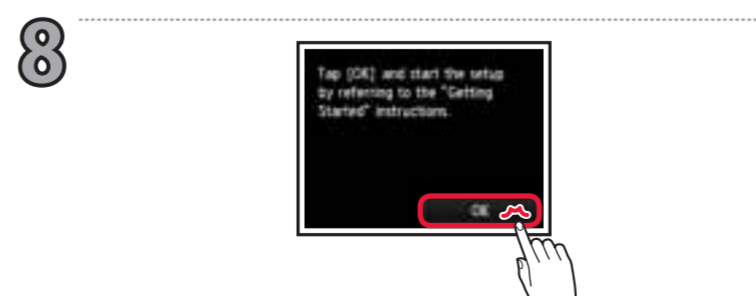 8
Tap [OK] and start the setup
by referring to the "Getting
Started" instructions.
OK